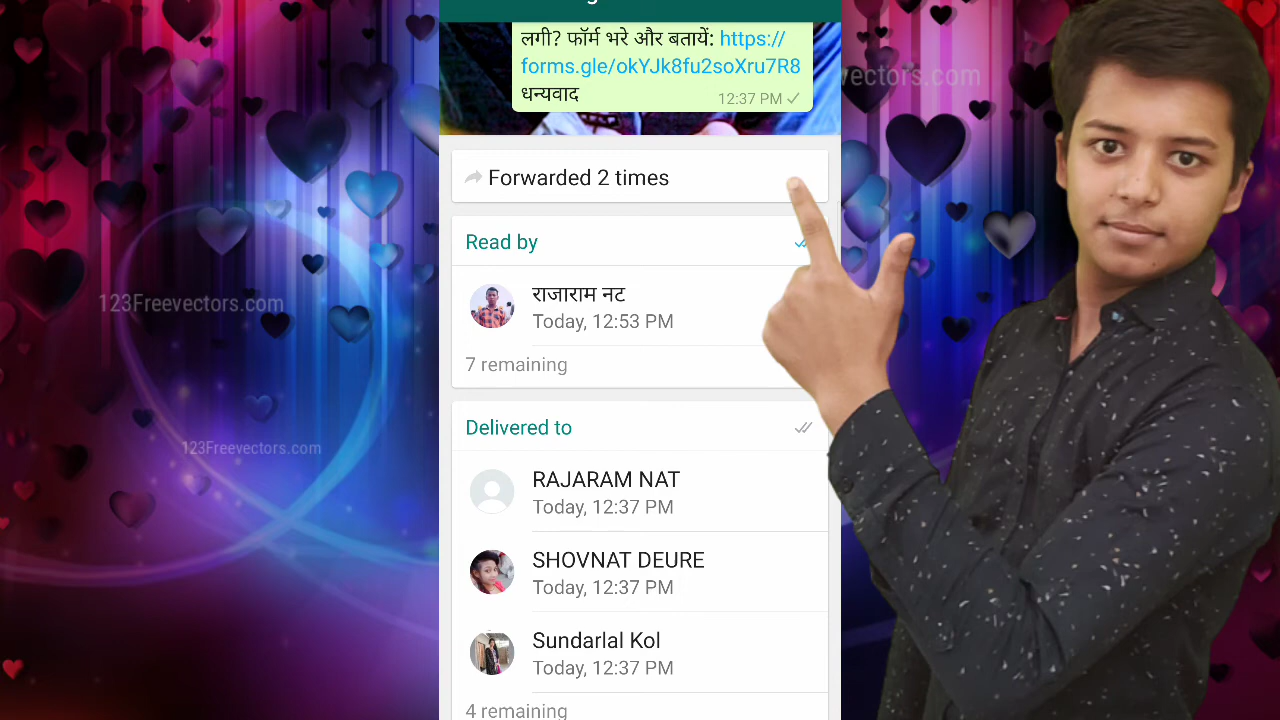 लगी? फॉर्म भरे और बतायें: https://
forms.gle/okYJk8fu2soXru7R8
धन्यवाद
12:37 PM
vectors.com
Forwarded 2 times
Read by
राजाराम नट
Today, 12:53 PM
7 remaining
123Freevectors.com
Delivered to
123Freevectors.com
RAJARAM NAT
Today, 12:37 PM
SHOVNAT DEURE
Today, 12:37 PM
Sundarlal Kol
Today, 12:37 PM
4 remaining